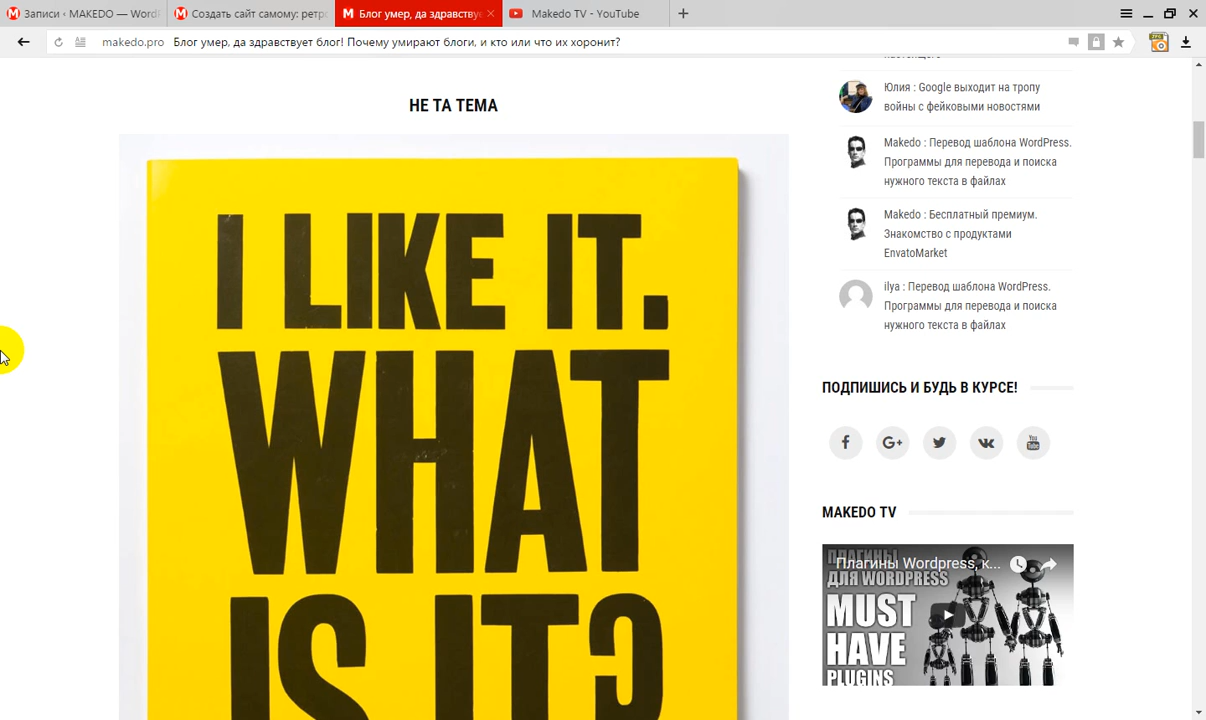 Записи ‹ MAKEDO — Word
Создать сайт самому: ретр
Блог умер, да здравству
Makedo TV - YouTube
makedo.pro
Блог умер, да здравствует блог! Почему умирают блоги, и кто или что их хоронит?
НЕ ТА ТЕМА
I LIKE IT.
WHAT
IS IT?
Юлия : Google выходит на тропу
войны с фейковыми новостями
Makedo : Перевод шаблона WordPress.
Программы для перевода и поиска
нужного текста в файлах
Makedo : Бесплатный премиум.
Знакомство с продуктами
EnvatoMarket
ilya : Перевод шаблона WordPress.
Программы для перевода и поиска
нужного текста в файлах
ПОДПИШИСЬ И БУДЬ В КУРСЕ!
You
Tube
MAKEDO TV
Плагины Wordpress, к...
ПЛАГИНЫ
ДЛЯ WORDPRESS
MUST
HAVE
PLUGINS